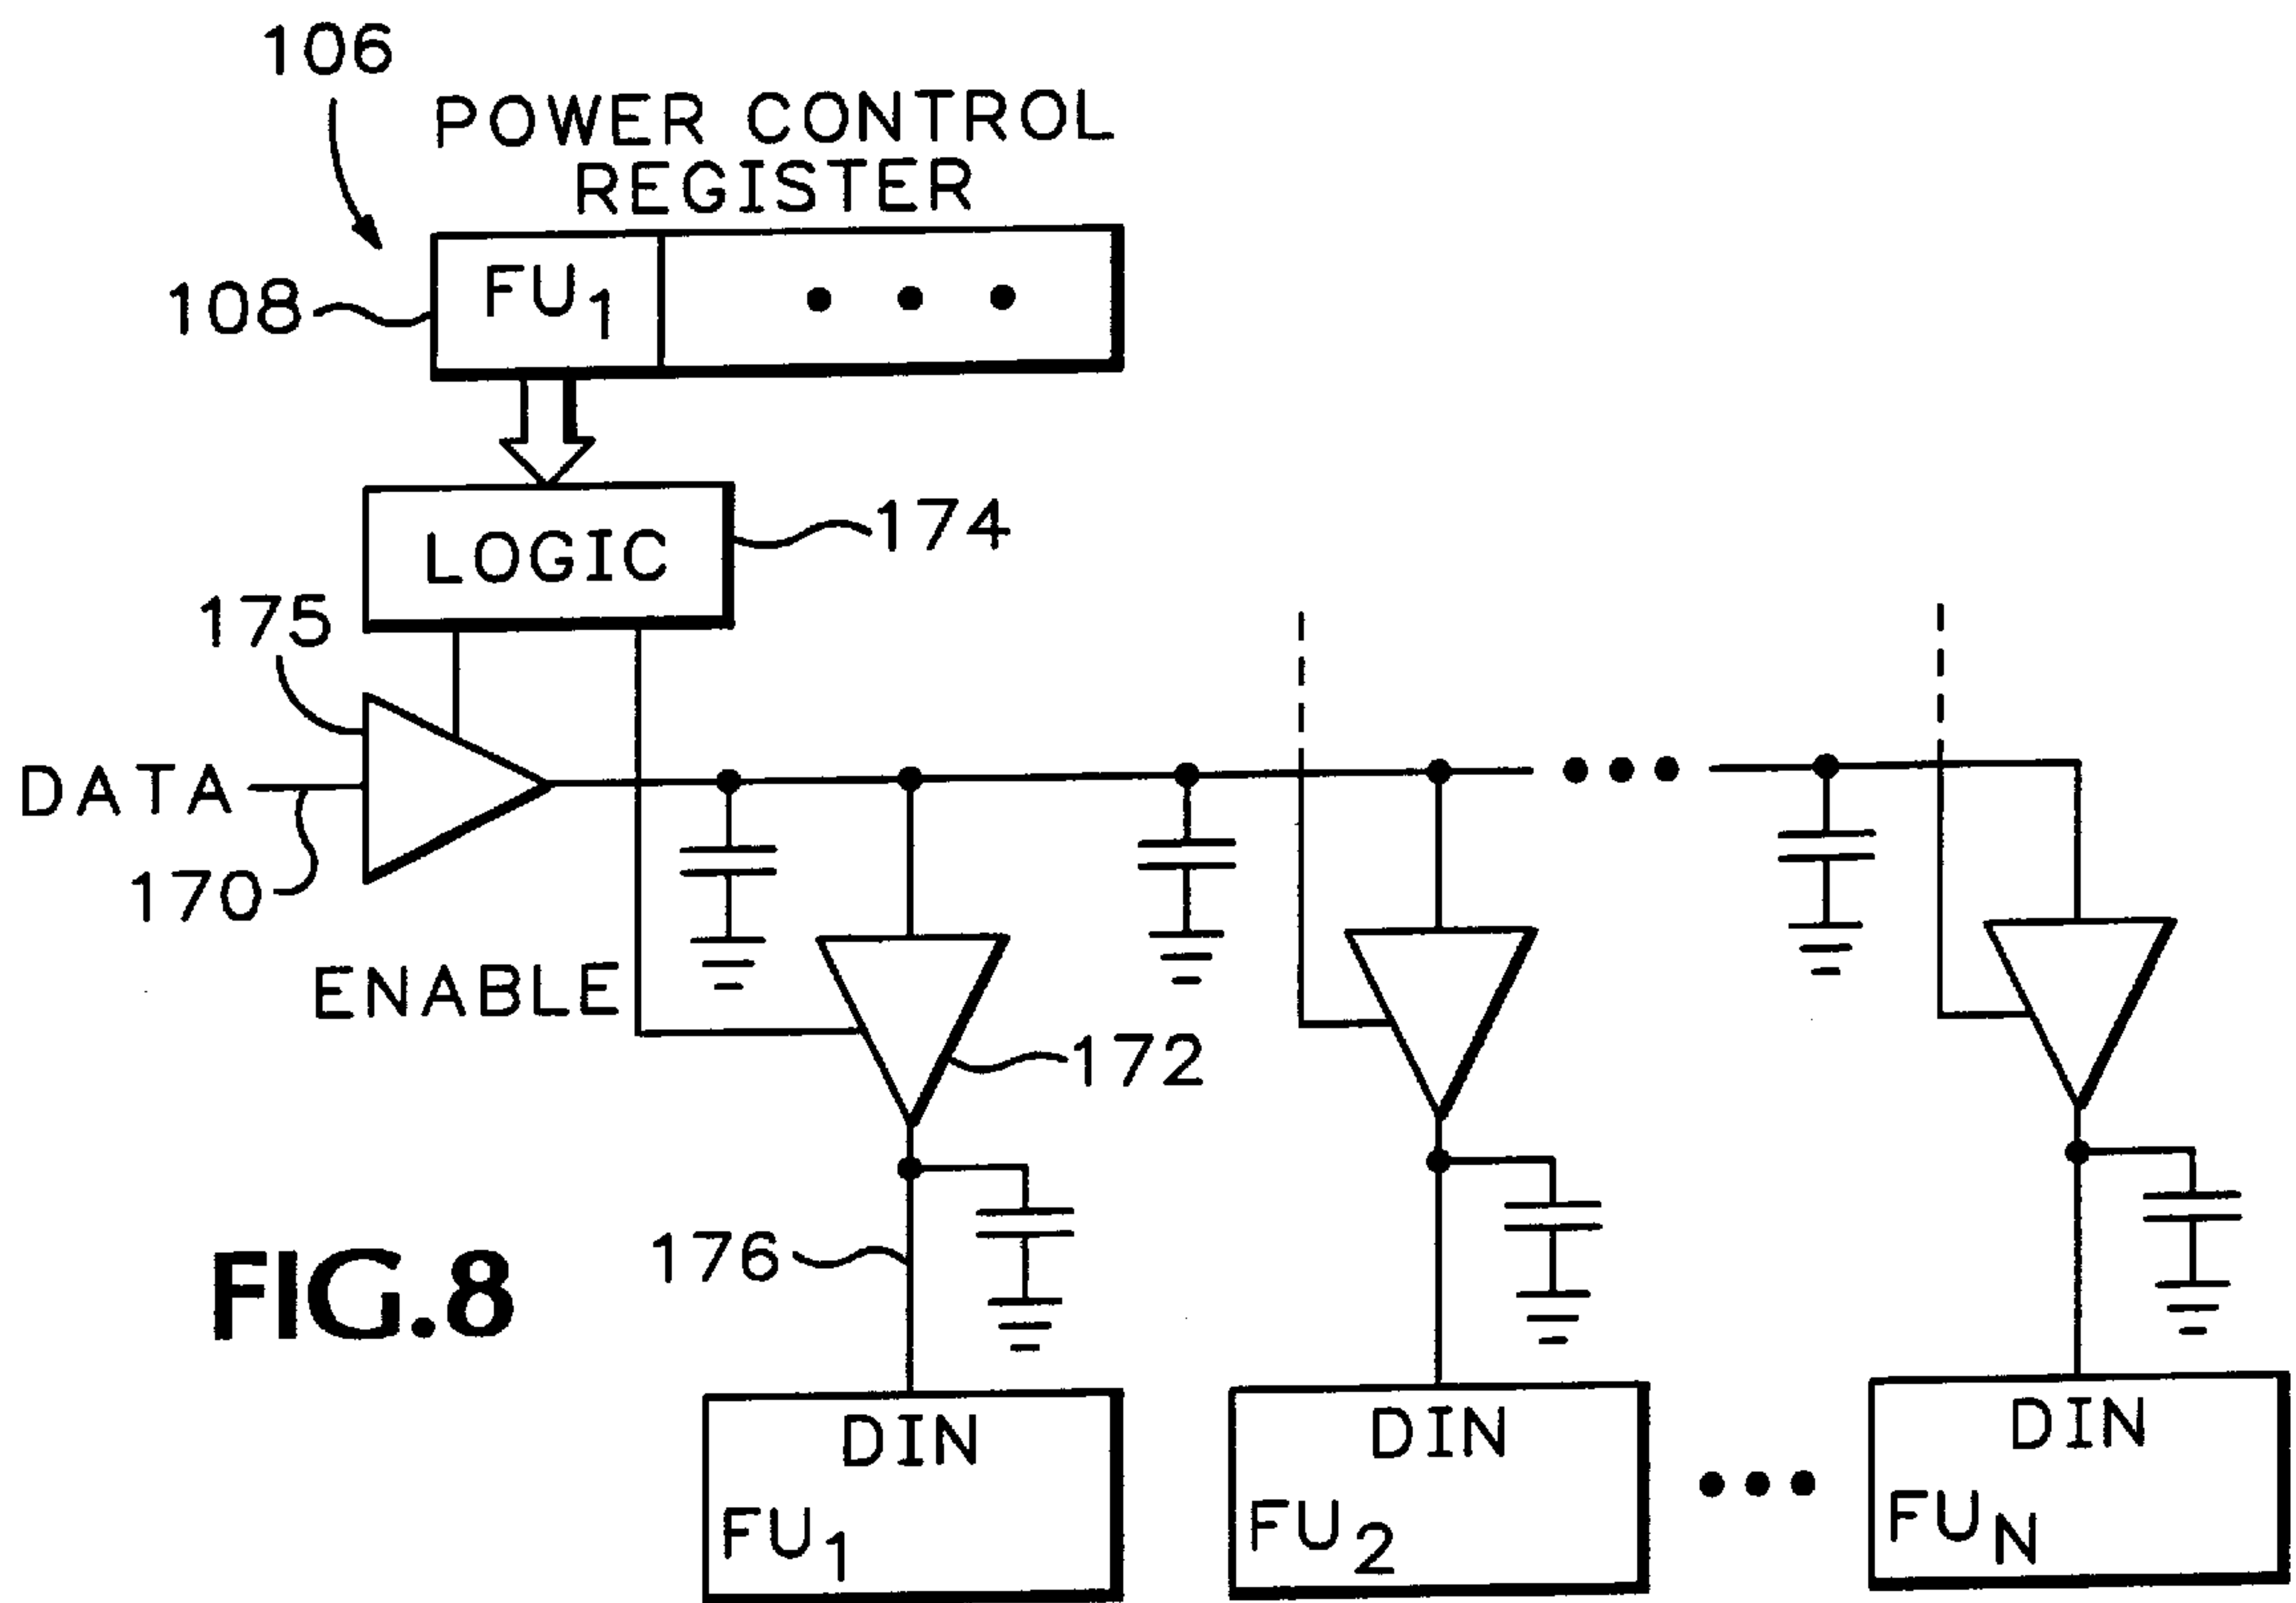 106
POWER CONTROL
REGISTER
108
FU1
LOGIC
174
175
DATA
170
ENABLE
172
176
FIG.8
DIN
FU1
DIN
FU2
DIN
FUN